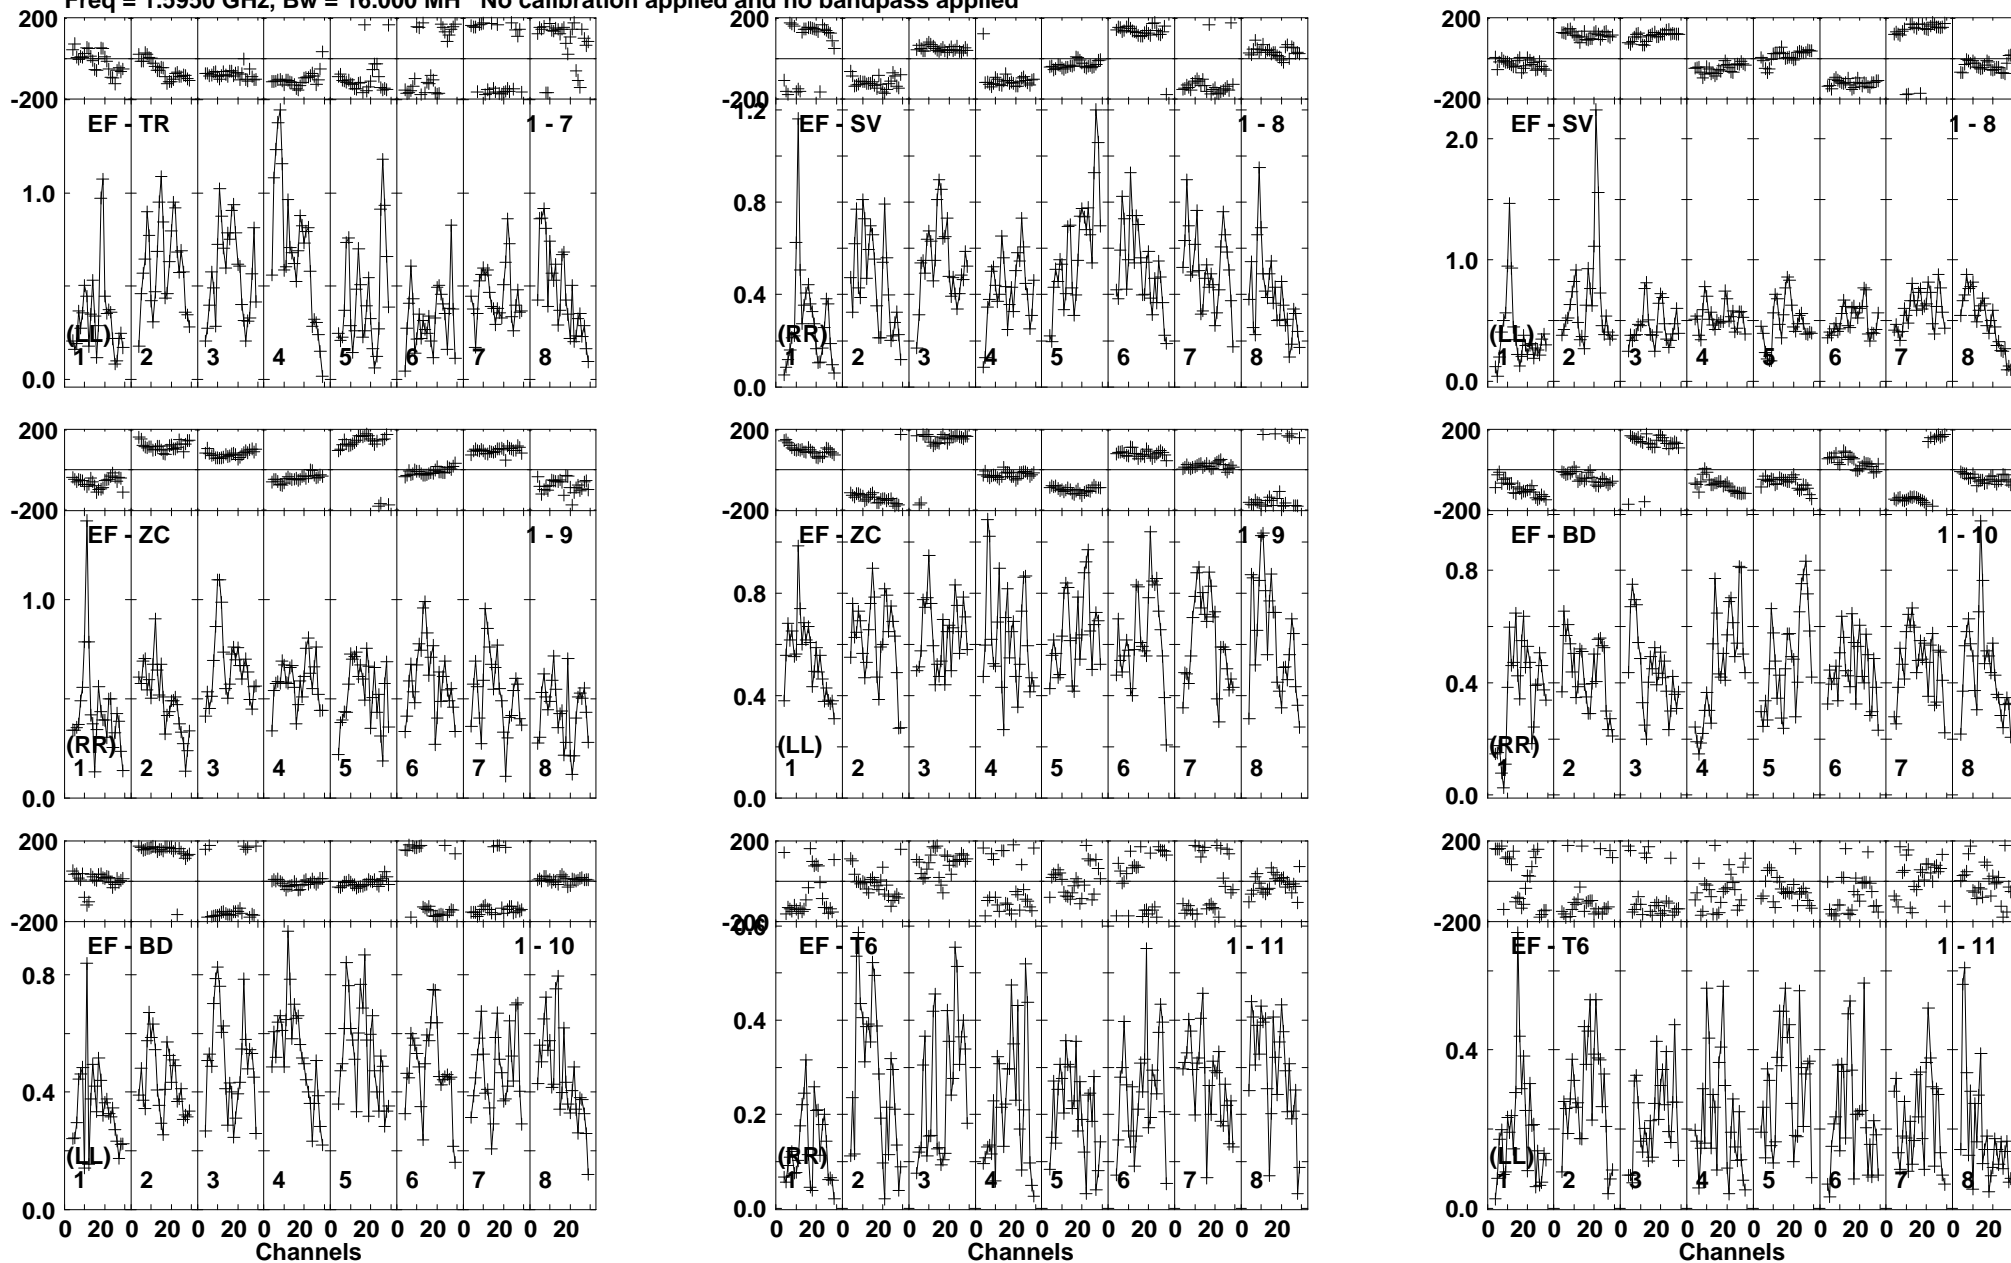 Freq = 1.5950 GHz, Bw = 16.000 MH No calibration applied and no bandpass applied
200 200 200
-200 -200 -200
EF - TR 1 - 7 1.2 EF - SV 1 - 8 EF - SV 1 - 8
2.0
1.0 0.8 1.0
0.4
(LL) (RR) (LL)
1 2 3 4 5 6 7 8 1 2 3 4 5 6 7 8 1 2 3 4 5 6 7 8
0.0 0.0 0.0
200 200 200
-200 -200 -200
EF - ZC 1 - 9 EF - ZC 1 - 9 EF - BD 1 - 10
1.0 0.8 0.8
0.4 0.4
(RR) (LL) (RR)
1 2 3 4 5 6 7 8 1 2 3 4 5 6 7 8 1 2 3 4 5 6 7 8
0.0 0.0 0.0
200 200 200
-200 -200 -200
EF - BD 1 - 10 0.6 EF - T6 1 - 11 EF - T6 1 - 11
0.8 0.4 0.4
0.4 0.2
(LL) (RR) (LL)
1 2 3 4 5 6 7 8 1 2 3 4 5 6 7 8 1 2 3 4 5 6 7 8
0.0 0.0 0.0
0 20 0 20 0 20 0 20 0 20 0 20 0 20 0 20 0 20 0 20 0 20 0 20 0 20 0 20 0 20 0 20 0 20 0 20 0 20 0 20 0 20 0 20 0 20 0 20
Channels Channels Channels